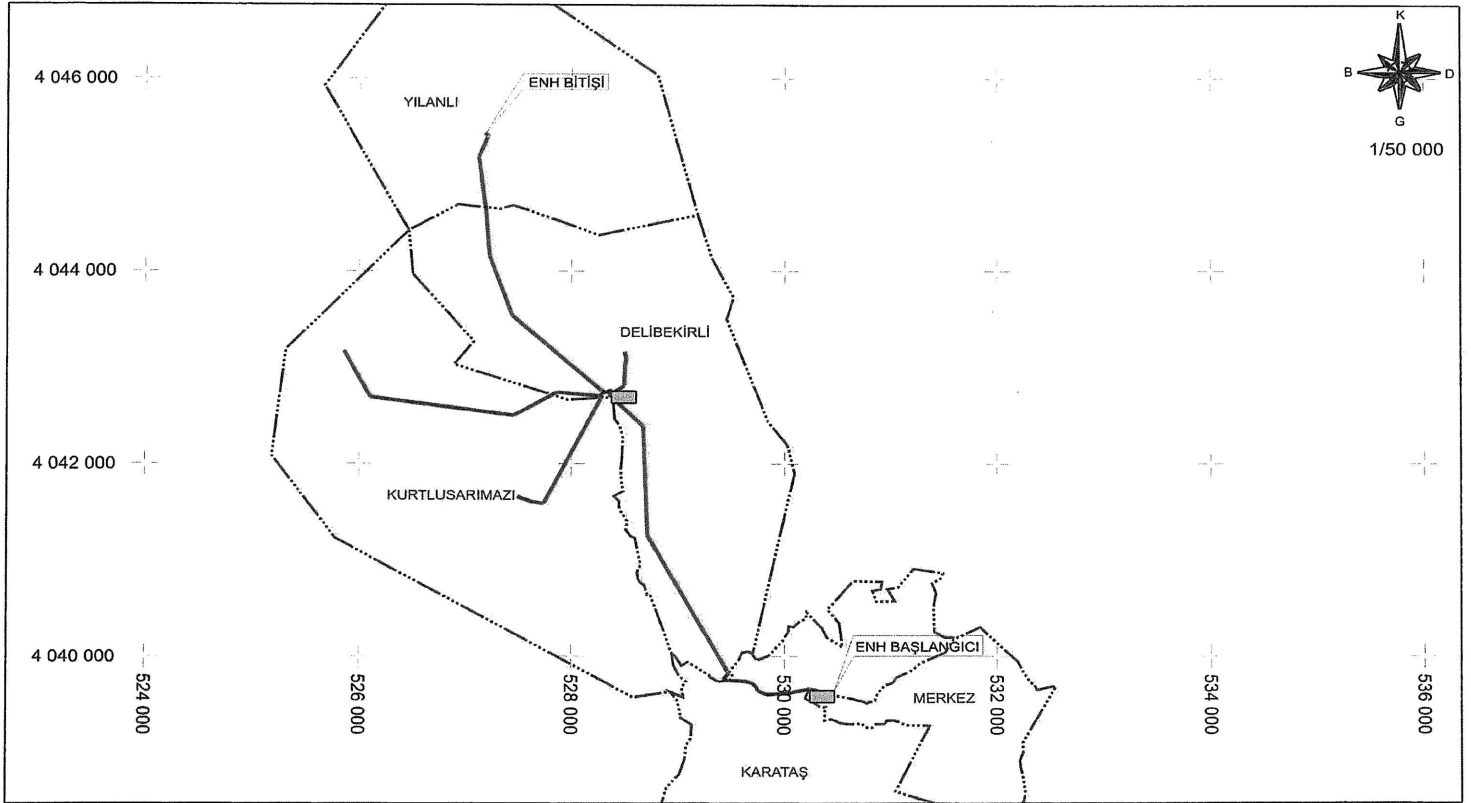 K
B
D
G
1/50 000
4 046 000
ENH BİTİŞİ
YILANLI
4 044 000
DELİBEKİRLİ
4 042 000
KURTLUSARIMAZI
4 040 000
ENH BAŞLANGICI
MERKEZ
KARATAŞ
524 000
526 000
528 000
530 000
532 000
534 000
536 000